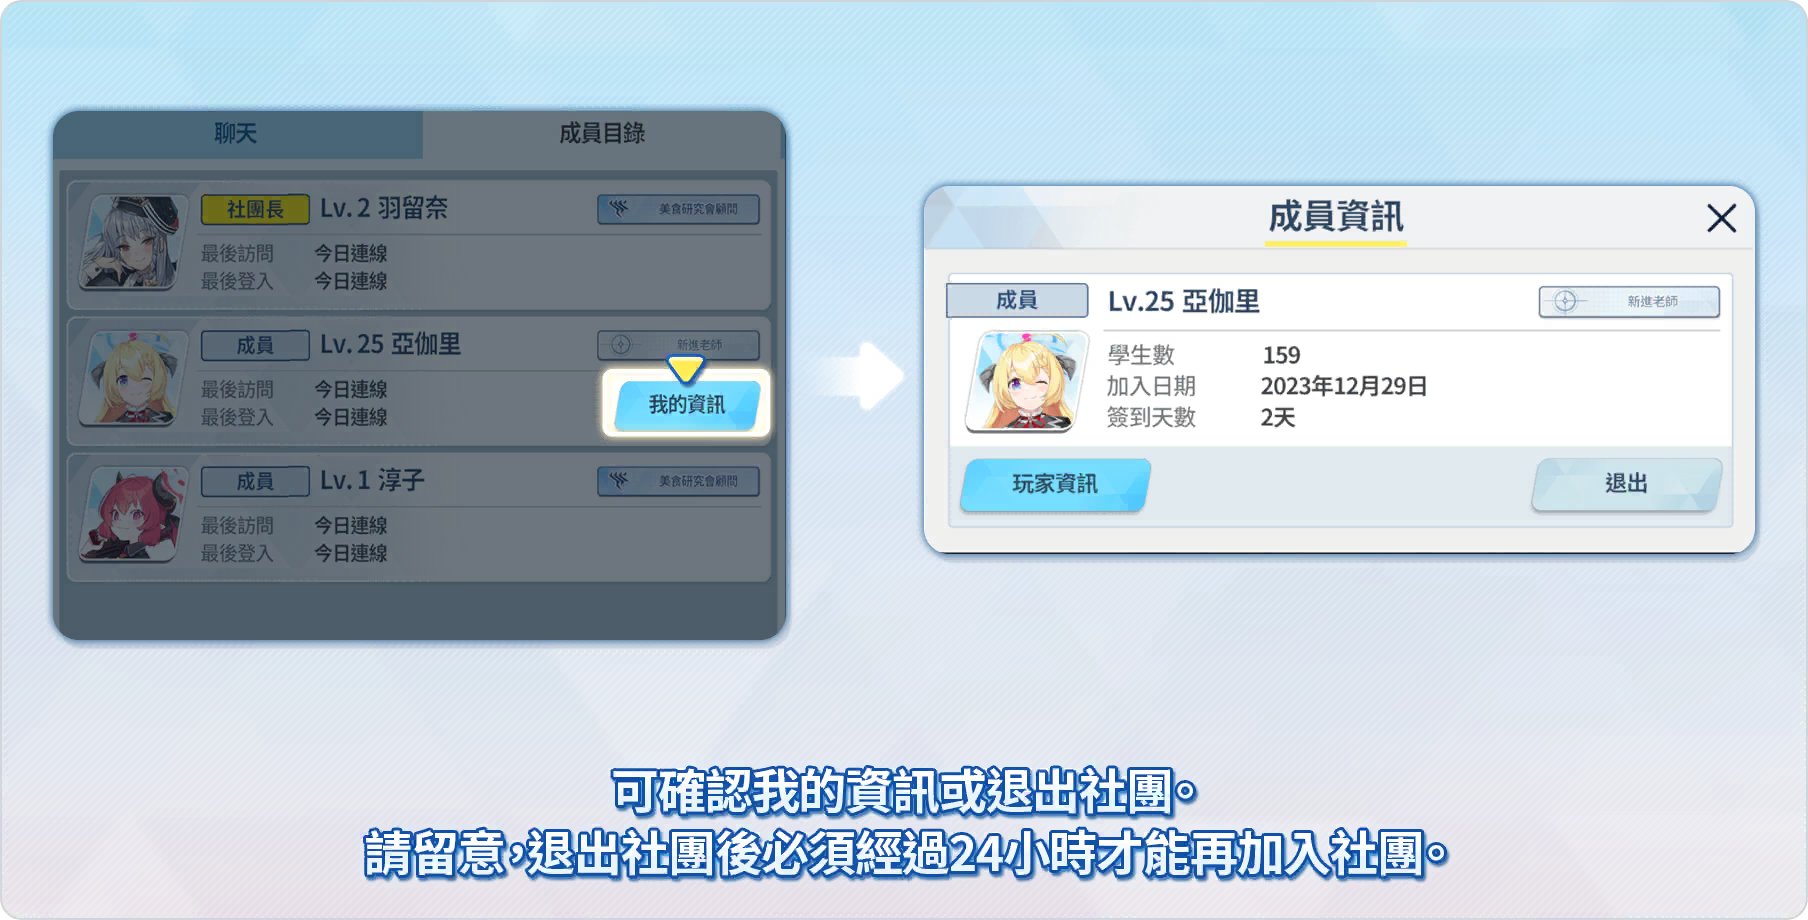 聊天
成員目錄
社團長 Lv. 2 羽留奈
美食研究會顧問
最後訪問 今日連線
最後登入 今日連線
成員 Lv. 25 亞伽里
新進老師
最後訪問 今日連線
最後登入 今日連線
我的資訊
成員 Lv. 1 淳子
美食研究會顧問
最後訪問 今日連線
最後登入 今日連線
成員資訊
成員 Lv.25 亞伽里
新進老師
學生數 159
加入日期 2023年12月29日
簽到天數 2天
玩家資訊
退出
可確認我的資訊或退出社團。
請留意，退出社團後必須經過24小時才能再加入社團。